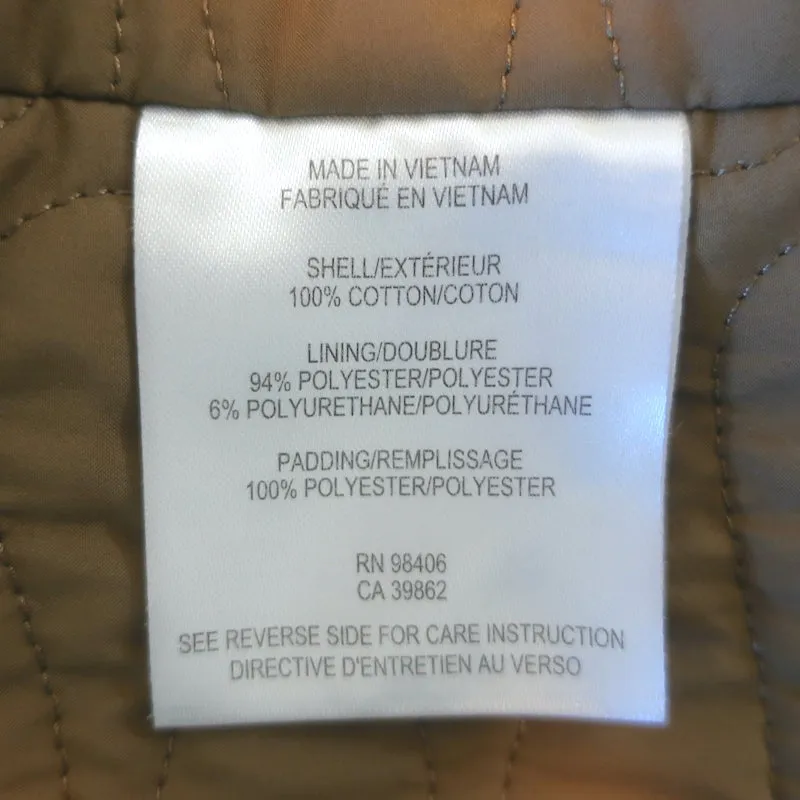 MADE IN VIETNAM
FABRIQUÉ EN VIETNAM
SHELL/EXTÉRIEUR
100% COTTON/COTON
LINING/DOUBLURE
94% POLYESTER/POLYESTER
6% POLYURETHANE/POLYURÉTHANE
PADDING/REMPLISSAGE
100% POLYESTER/POLYESTER
RN 98406
CA 39862
SEE REVERSE SIDE FOR CARE INSTRUCTION
DIRECTIVE D'ENTRETIEN AU VERSO